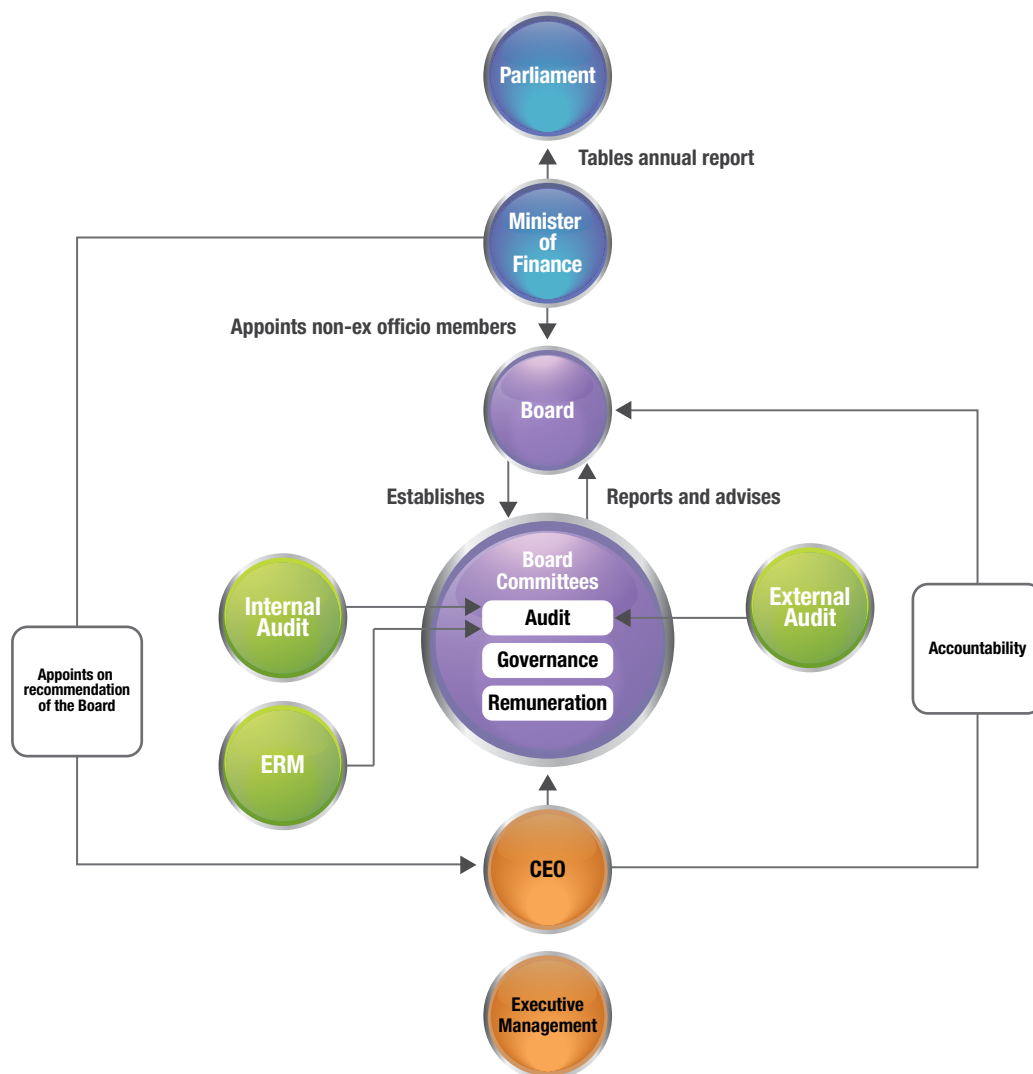 Parliament
Tables annual report
Minister
of
Finance
Appoints non-ex officio members
Board
Establishes
Reports and advises
Board
Committees
Internal
Audit
Audit
External
Audit
Governance
Accountability
Appoints on
recommendation
of the Board
Remuneration
ERM
CEO
Executive
Management